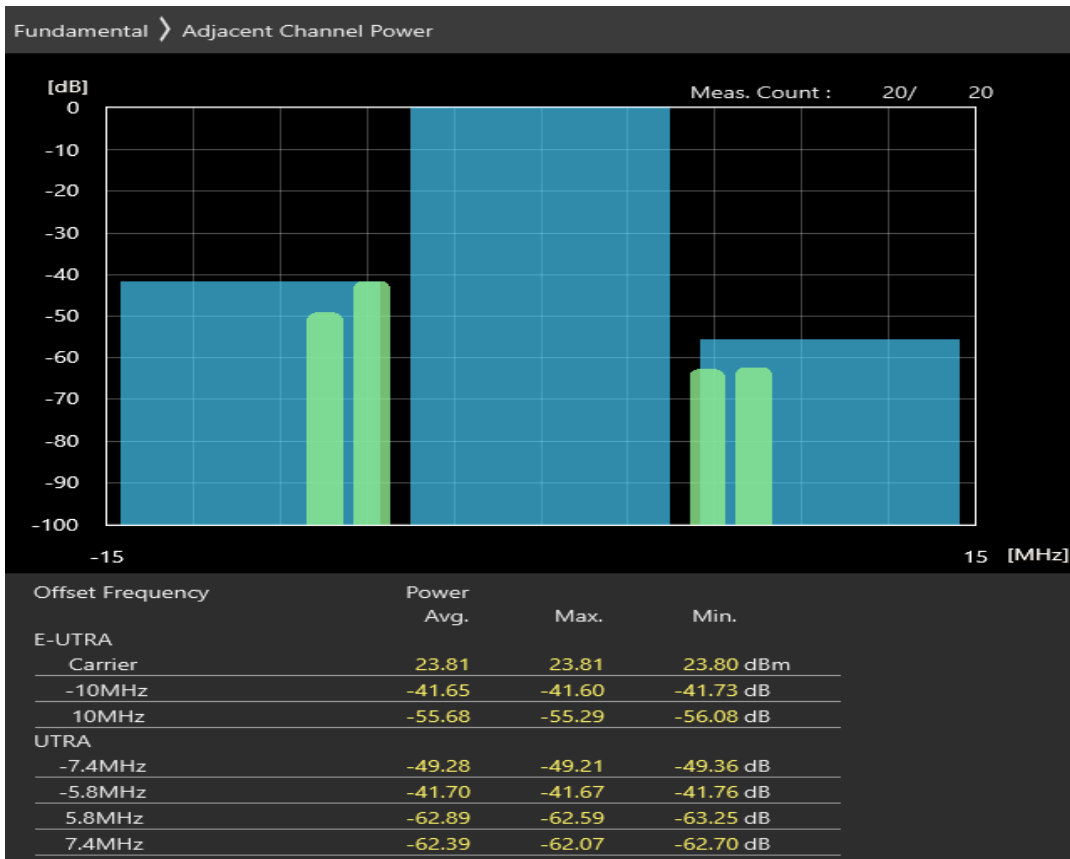 Fundamental 〉 Adjacent Channel Power
[dB]
Meas. Count : 20/ 20
0
-10
-20
-30
-40
-50
-60
-70
-80
-90
-100
-15 15 [MHz]
Offset Frequency Power
Avg. Max. Min.
E-UTRA
Carrier 23.81 23.81 23.80 dBm
-10MHz -41.65 -41.60 -41.73 dB
10MHz -55.68 -55.29 -56.08 dB
UTRA
-7.4MHz -49.28 -49.21 -49.36 dB
-5.8MHz -41.70 -41.67 -41.76 dB
5.8MHz -62.89 -62.59 -63.25 dB
7.4MHz -62.39 -62.07 -62.70 dB